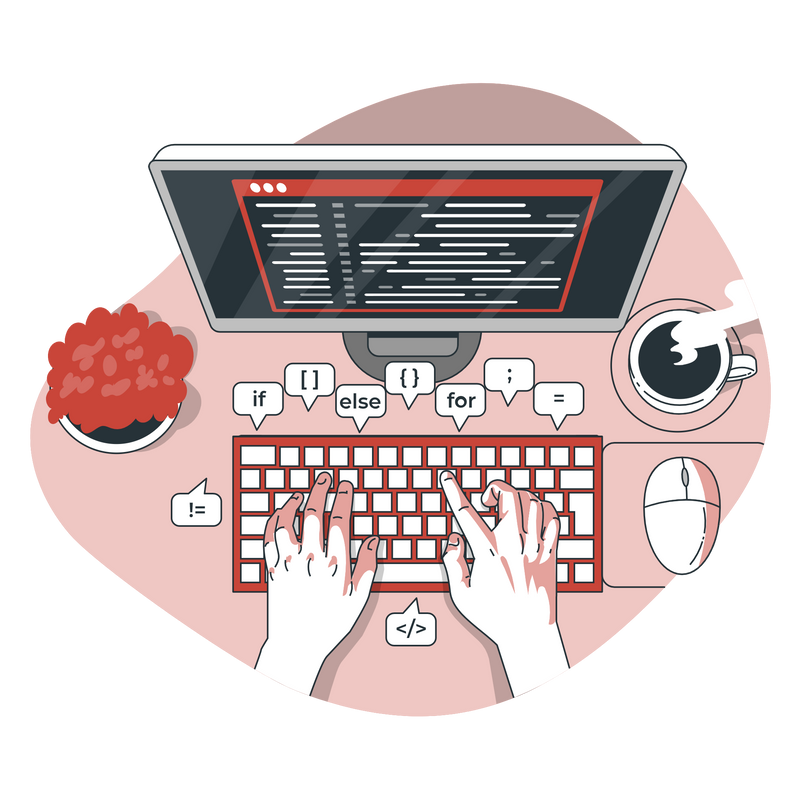 if
[ ]
else
{ }
for
;
=
!=
</>